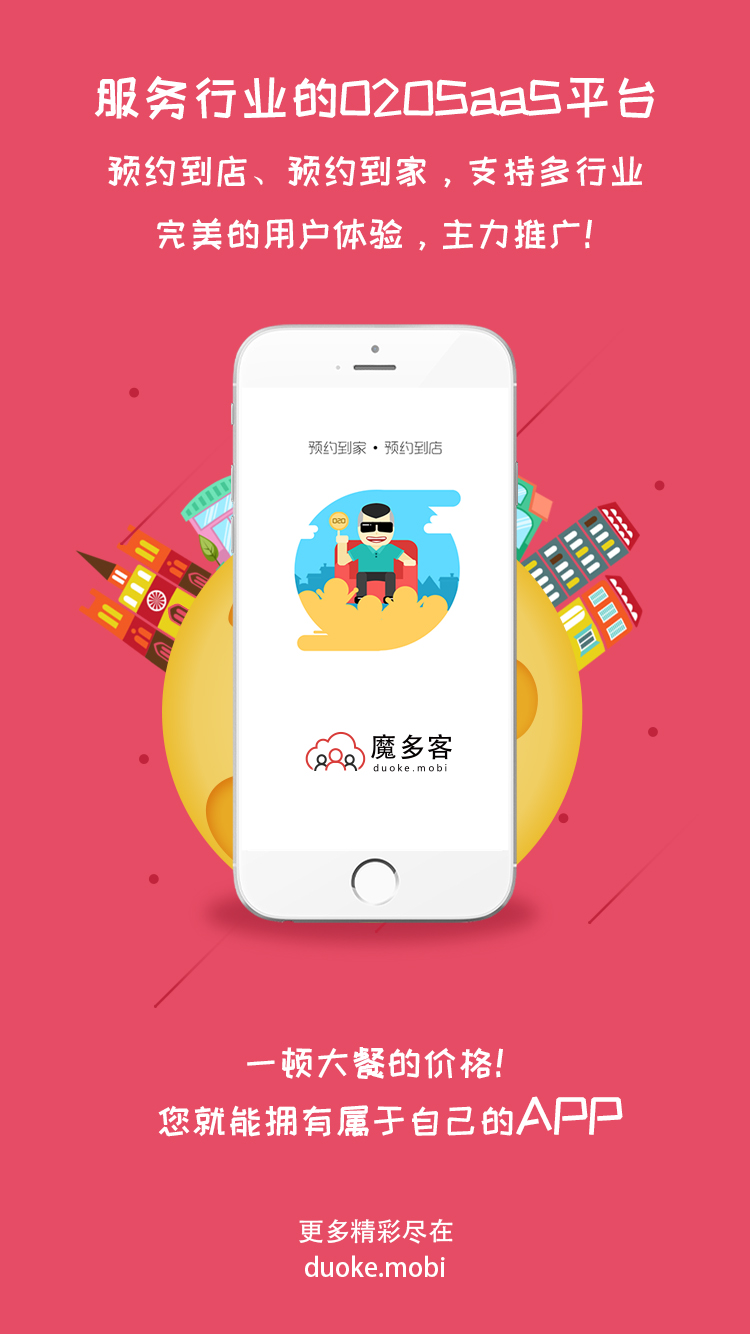 服务行业的O2OSaaS平台
预约到店、预约到家，支持多行业
完美的用户体验，主力推广!
预约到家·预约到店
O2O
魔多客
duoke.mobi
一顿大餐的价格!
您就能拥有属于自己的APP
更多精彩尽在
duoke.mobi